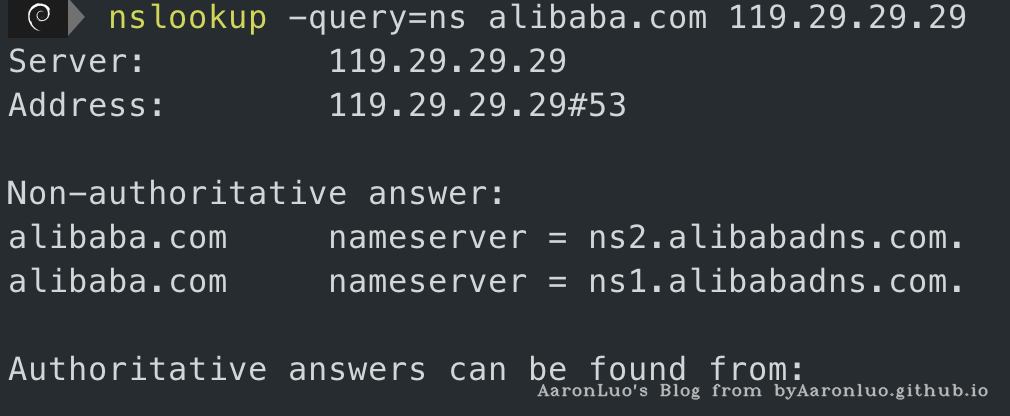 nslookup -query=ns alibaba.com 119.29.29.29
Server: 119.29.29.29
Address: 119.29.29.29#53
Non-authoritative answer:
alibaba.com nameserver = ns2.alibabadns.com.
alibaba.com nameserver = ns1.alibabadns.com.
Authoritative answers can be found from:
AaronLuo's Blog from byAaronluo.github.io